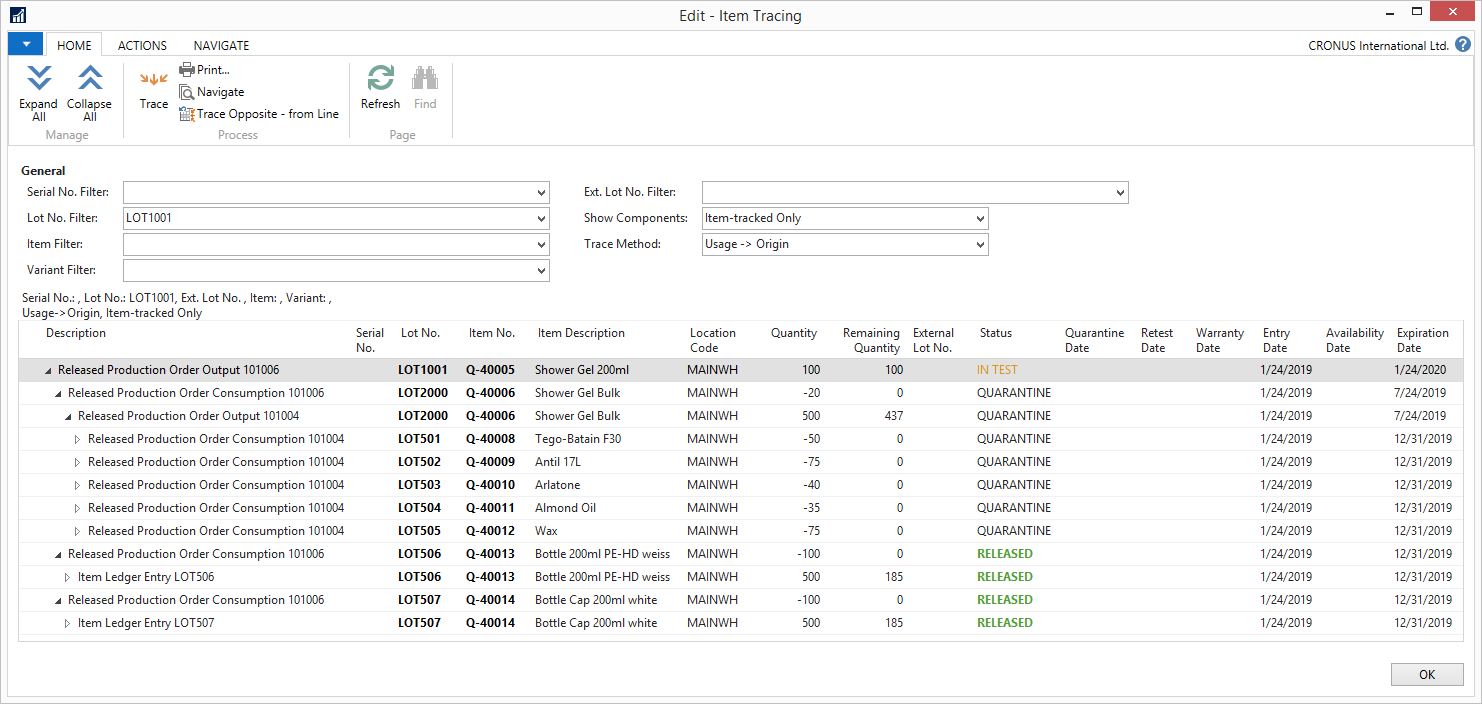 Edit - Item Tracing
HOME ACTIONS NAVIGATE CRONUS International Ltd. ?
Expand All Collapse All Trace Print... Navigate Trace Opposite - from Line Refresh Find
Manage Process Page
General
Serial No. Filter: Ext. Lot No. Filter:
Lot No. Filter: LOT1001 Show Components: Item-tracked Only
Item Filter: Trace Method: Usage -> Origin
Variant Filter:
Serial No.: , Lot No.: LOT1001, Ext. Lot No. , Item: , Variant: ,
Usage->Origin, Item-tracked Only
Description Serial No. Lot No. Item No. Item Description Location Code Quantity Remaining Quantity External Lot No. Status Quarantine Date Retest Date Warranty Date Entry Date Availability Date Expiration Date
Released Production Order Output 101006 LOT1001 Q-40005 Shower Gel 200ml MAINWH 100 100 IN TEST 1/24/2019 1/24/2020
Released Production Order Consumption 101006 LOT2000 Q-40006 Shower Gel Bulk MAINWH -20 0 QUARANTINE 1/24/2019 7/24/2019
Released Production Order Output 101004 LOT2000 Q-40006 Shower Gel Bulk MAINWH 500 437 QUARANTINE 1/24/2019 7/24/2019
Released Production Order Consumption 101004 LOT501 Q-40008 Tego-Batain F30 MAINWH -50 0 QUARANTINE 1/24/2019 12/31/2019
Released Production Order Consumption 101004 LOT502 Q-40009 Antil 17L MAINWH -75 0 QUARANTINE 1/24/2019 12/31/2019
Released Production Order Consumption 101004 LOT503 Q-40010 Arlatone MAINWH -40 0 QUARANTINE 1/24/2019 12/31/2019
Released Production Order Consumption 101004 LOT504 Q-40011 Almond Oil MAINWH -35 0 QUARANTINE 1/24/2019 12/31/2019
Released Production Order Consumption 101004 LOT505 Q-40012 Wax MAINWH -75 0 QUARANTINE 1/24/2019 12/31/2019
Released Production Order Consumption 101006 LOT506 Q-40013 Bottle 200ml PE-HD weiss MAINWH -100 0 RELEASED 1/24/2019 12/31/2019
Item Ledger Entry LOT506 LOT506 Q-40013 Bottle 200ml PE-HD weiss MAINWH 500 185 RELEASED 1/24/2019 12/31/2019
Released Production Order Consumption 101006 LOT507 Q-40014 Bottle Cap 200ml white MAINWH -100 0 RELEASED 1/24/2019 12/31/2019
Item Ledger Entry LOT507 LOT507 Q-40014 Bottle Cap 200ml white MAINWH 500 185 RELEASED 1/24/2019 12/31/2019
OK